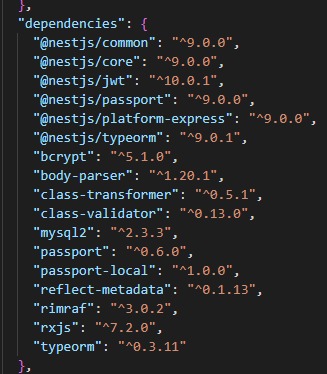 },
"dependencies": {
"@nestjs/common": "^9.0.0",
"@nestjs/core": "^9.0.0",
"@nestjs/jwt": "^10.0.1",
"@nestjs/passport": "^9.0.0",
"@nestjs/platform-express": "^9.0.0",
"@nestjs/typeorm": "^9.0.1",
"bcrypt": "^5.1.0",
"body-parser": "^1.20.1",
"class-transformer": "^0.5.1",
"class-validator": "^0.13.0",
"mysql2": "^2.3.3",
"passport": "^0.6.0",
"passport-local": "^1.0.0",
"reflect-metadata": "^0.1.13",
"rimraf": "^3.0.2",
"rxjs": "^7.2.0",
"typeorm": "^0.3.11"
},